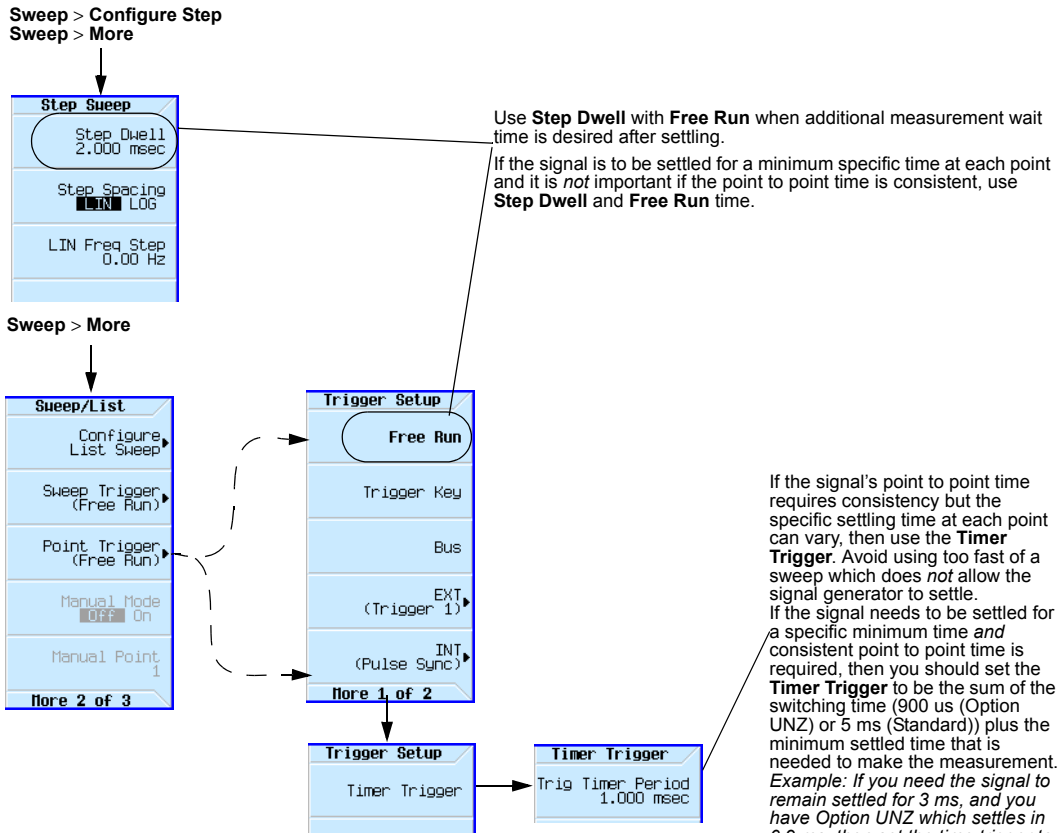 Sweep > Configure Step
Sweep > More
Step Sweep
Step Dwell
2.000 msec
Step Spacing
LIN LOG
LIN Freq Step
0.00 Hz
Use Step Dwell with Free Run when additional measurement wait
time is desired after settling.
If the signal is to be settled for a minimum specific time at each point
and it is not important if the point to point time is consistent, use
Step Dwell and Free Run time.
Sweep > More
Sweep/List
Configure
List Sweep
Sweep Trigger
(Free Run)
Point Trigger
(Free Run)
Manual Mode
Off On
Manual Point
1
More 2 of 3
Trigger Setup
Free Run
Trigger Key
Bus
EXT
(Trigger 1)
INT
(Pulse Sync)
More 1 of 2
Trigger Setup
Timer Trigger
Timer Trigger
Trig Timer Period
1.000 msec
If the signal's point to point time
requires consistency but the
specific settling time at each point
can vary, then use the Timer
Trigger. Avoid using too fast of a
sweep which does not allow the
signal generator to settle.
If the signal needs to be settled for
a specific minimum time and
consistent point to point time is
required, then you should set the
Timer Trigger to be the sum of the
switching time (900 us (Option
UNZ) or 5 ms (Standard)) plus the
minimum settled time that is
needed to make the measurement.
Example: If you need the signal to
remain settled for 3 ms, and you
have Option UNZ which settles in